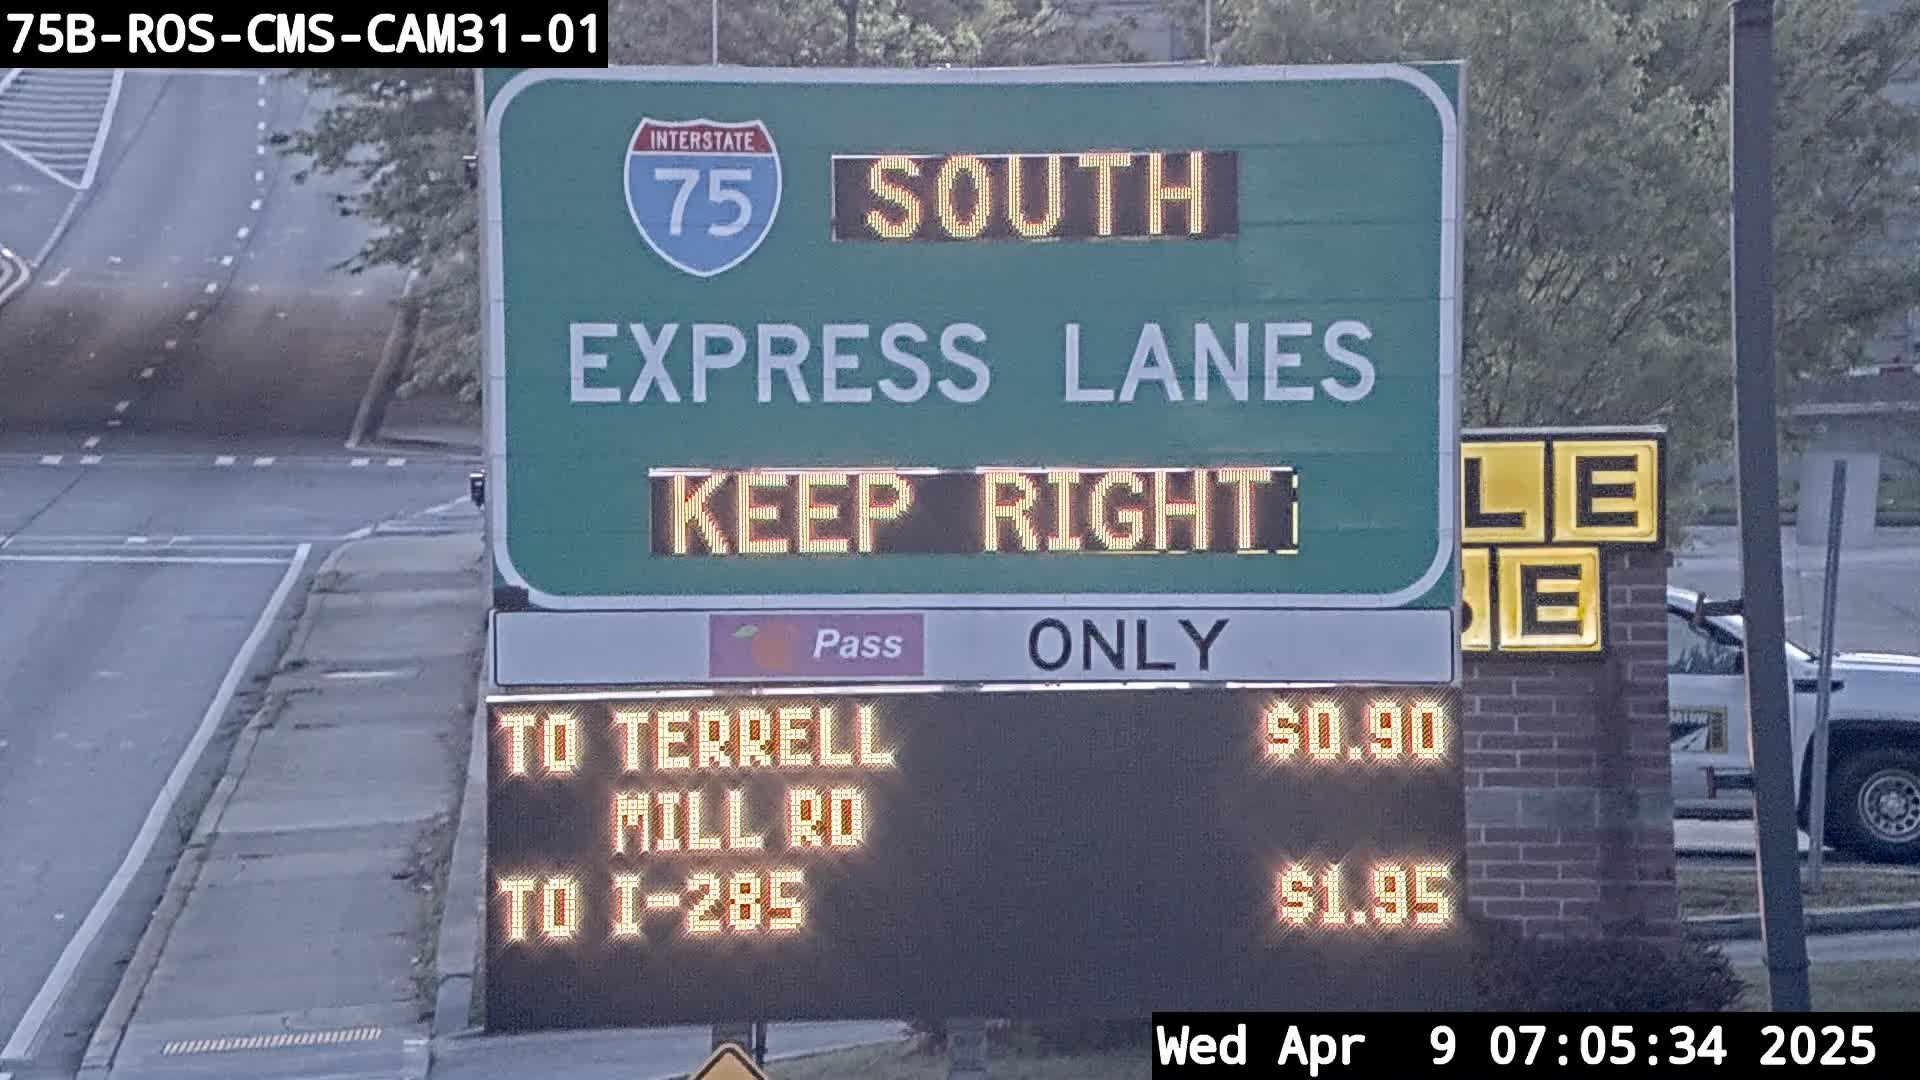 75B-ROS-CMS-CAM31-01
INTERSTATE
75
SOUTH
EXPRESS LANES
KEEP RIGHT
Pass ONLY
TO TERRELL $0.90
MILL RD
TO I-285 $1.95
LE
E
Wed Apr 9 07:05:34 2025